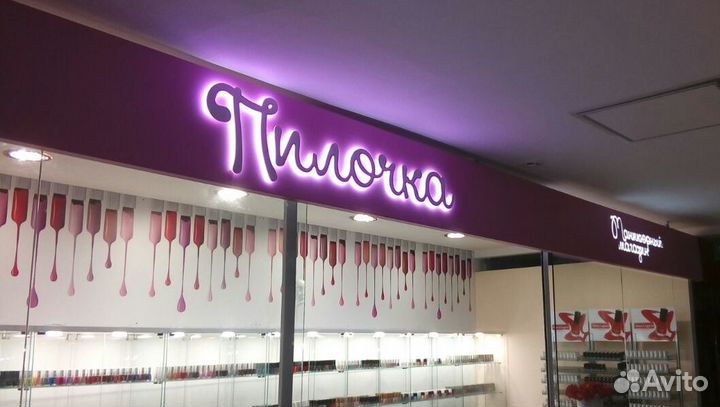 Пилочка
Маникюрный
магазин
Avito